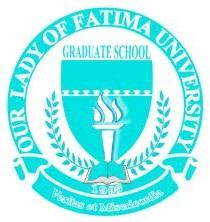 OUR LADY OF FATIMA UNIVERSITY
GRADUATE SCHOOL
1967
Veritas et Misericordia